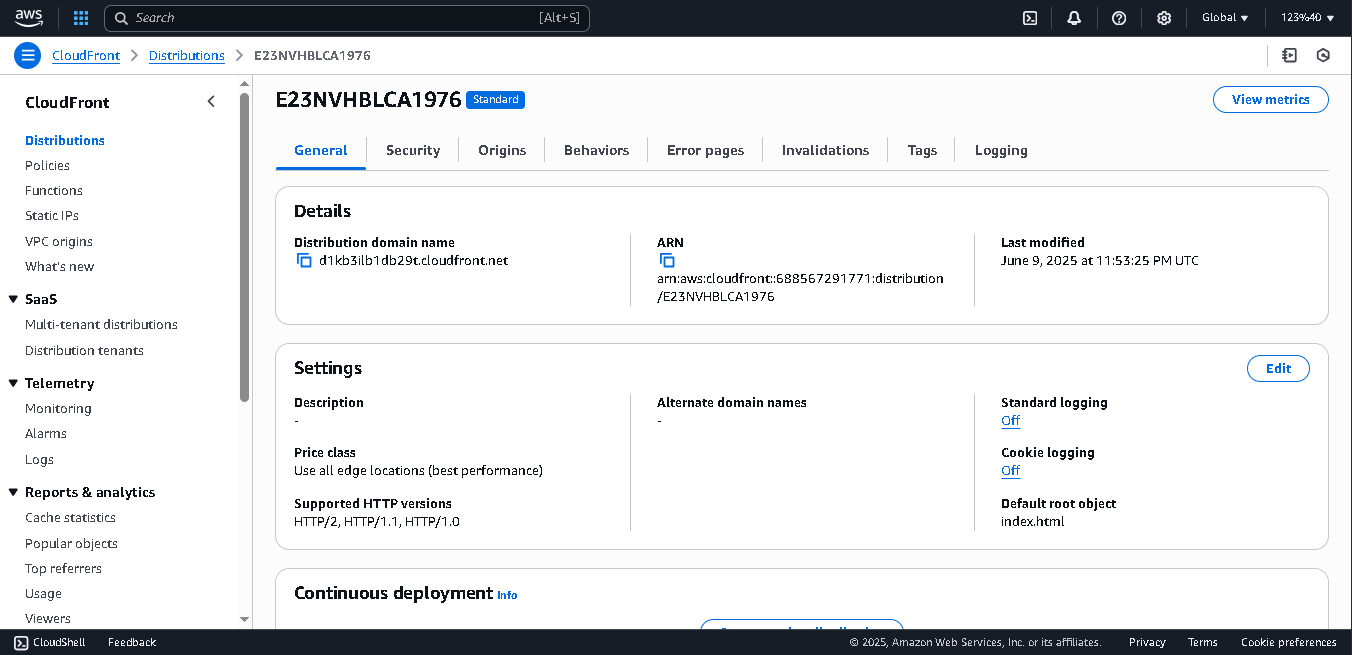 aws
Search
[Alt+S]
Global
123%40
CloudFront
Distributions
E23NVHBLCA1976
CloudFront
Distributions
Policies
Functions
Static IPs
VPC origins
What's new
SaaS
Multi-tenant distributions
Distribution tenants
Telemetry
Monitoring
Alarms
Logs
Reports & analytics
Cache statistics
Popular objects
Top referrers
Usage
Viewers
E23NVHBLCA1976
Standard
View metrics
General
Security
Origins
Behaviors
Error pages
Invalidations
Tags
Logging
Details
Distribution domain name
d1kb3ilb1db29t.cloudfront.net
ARN
arn:aws:cloudfront::688567291771:distribution
/E23NVHBLCA1976
Last modified
June 9, 2025 at 11:53:25 PM UTC
Settings
Edit
Description
-
Price class
Use all edge locations (best performance)
Supported HTTP versions
HTTP/2, HTTP/1.1, HTTP/1.0
Alternate domain names
-
Standard logging
Off
Cookie logging
Off
Default root object
index.html
Continuous deployment
Info
CloudShell
Feedback
© 2025, Amazon Web Services, Inc. or its affiliates.
Privacy
Terms
Cookie preferences